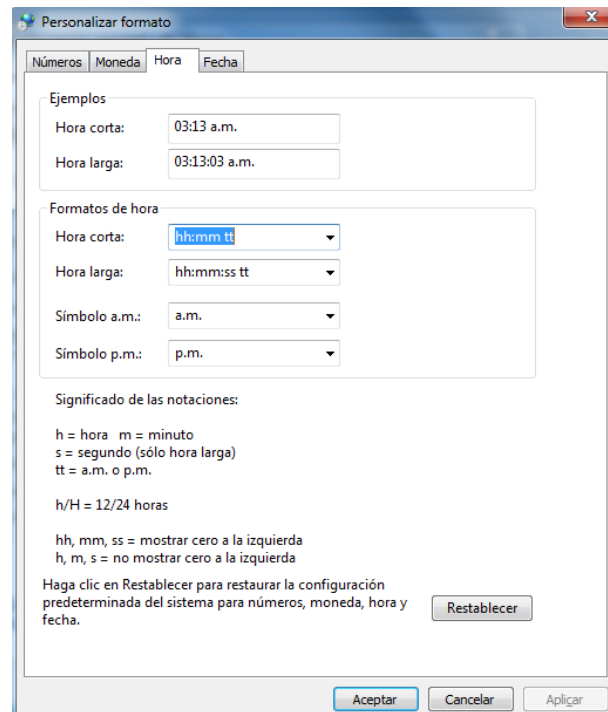 Personalizar formato
Números Moneda Hora Fecha
Ejemplos
Hora corta: 03:13 a.m.
Hora larga: 03:13:03 a.m.
Formatos de hora
Hora corta: hh:mm tt
Hora larga: hh:mm:ss tt
Símbolo a.m.: a.m.
Símbolo p.m.: p.m.
Significado de las notaciones:
h = hora m = minuto
s = segundo (sólo hora larga)
tt = a.m. o p.m.
h/H = 12/24 horas
hh, mm, ss = mostrar cero a la izquierda
h, m, s = no mostrar cero a la izquierda
Haga clic en Restablecer para restaurar la configuración
predeterminada del sistema para números, moneda, hora y
fecha.
Restablecer
Aceptar Cancelar Aplicar